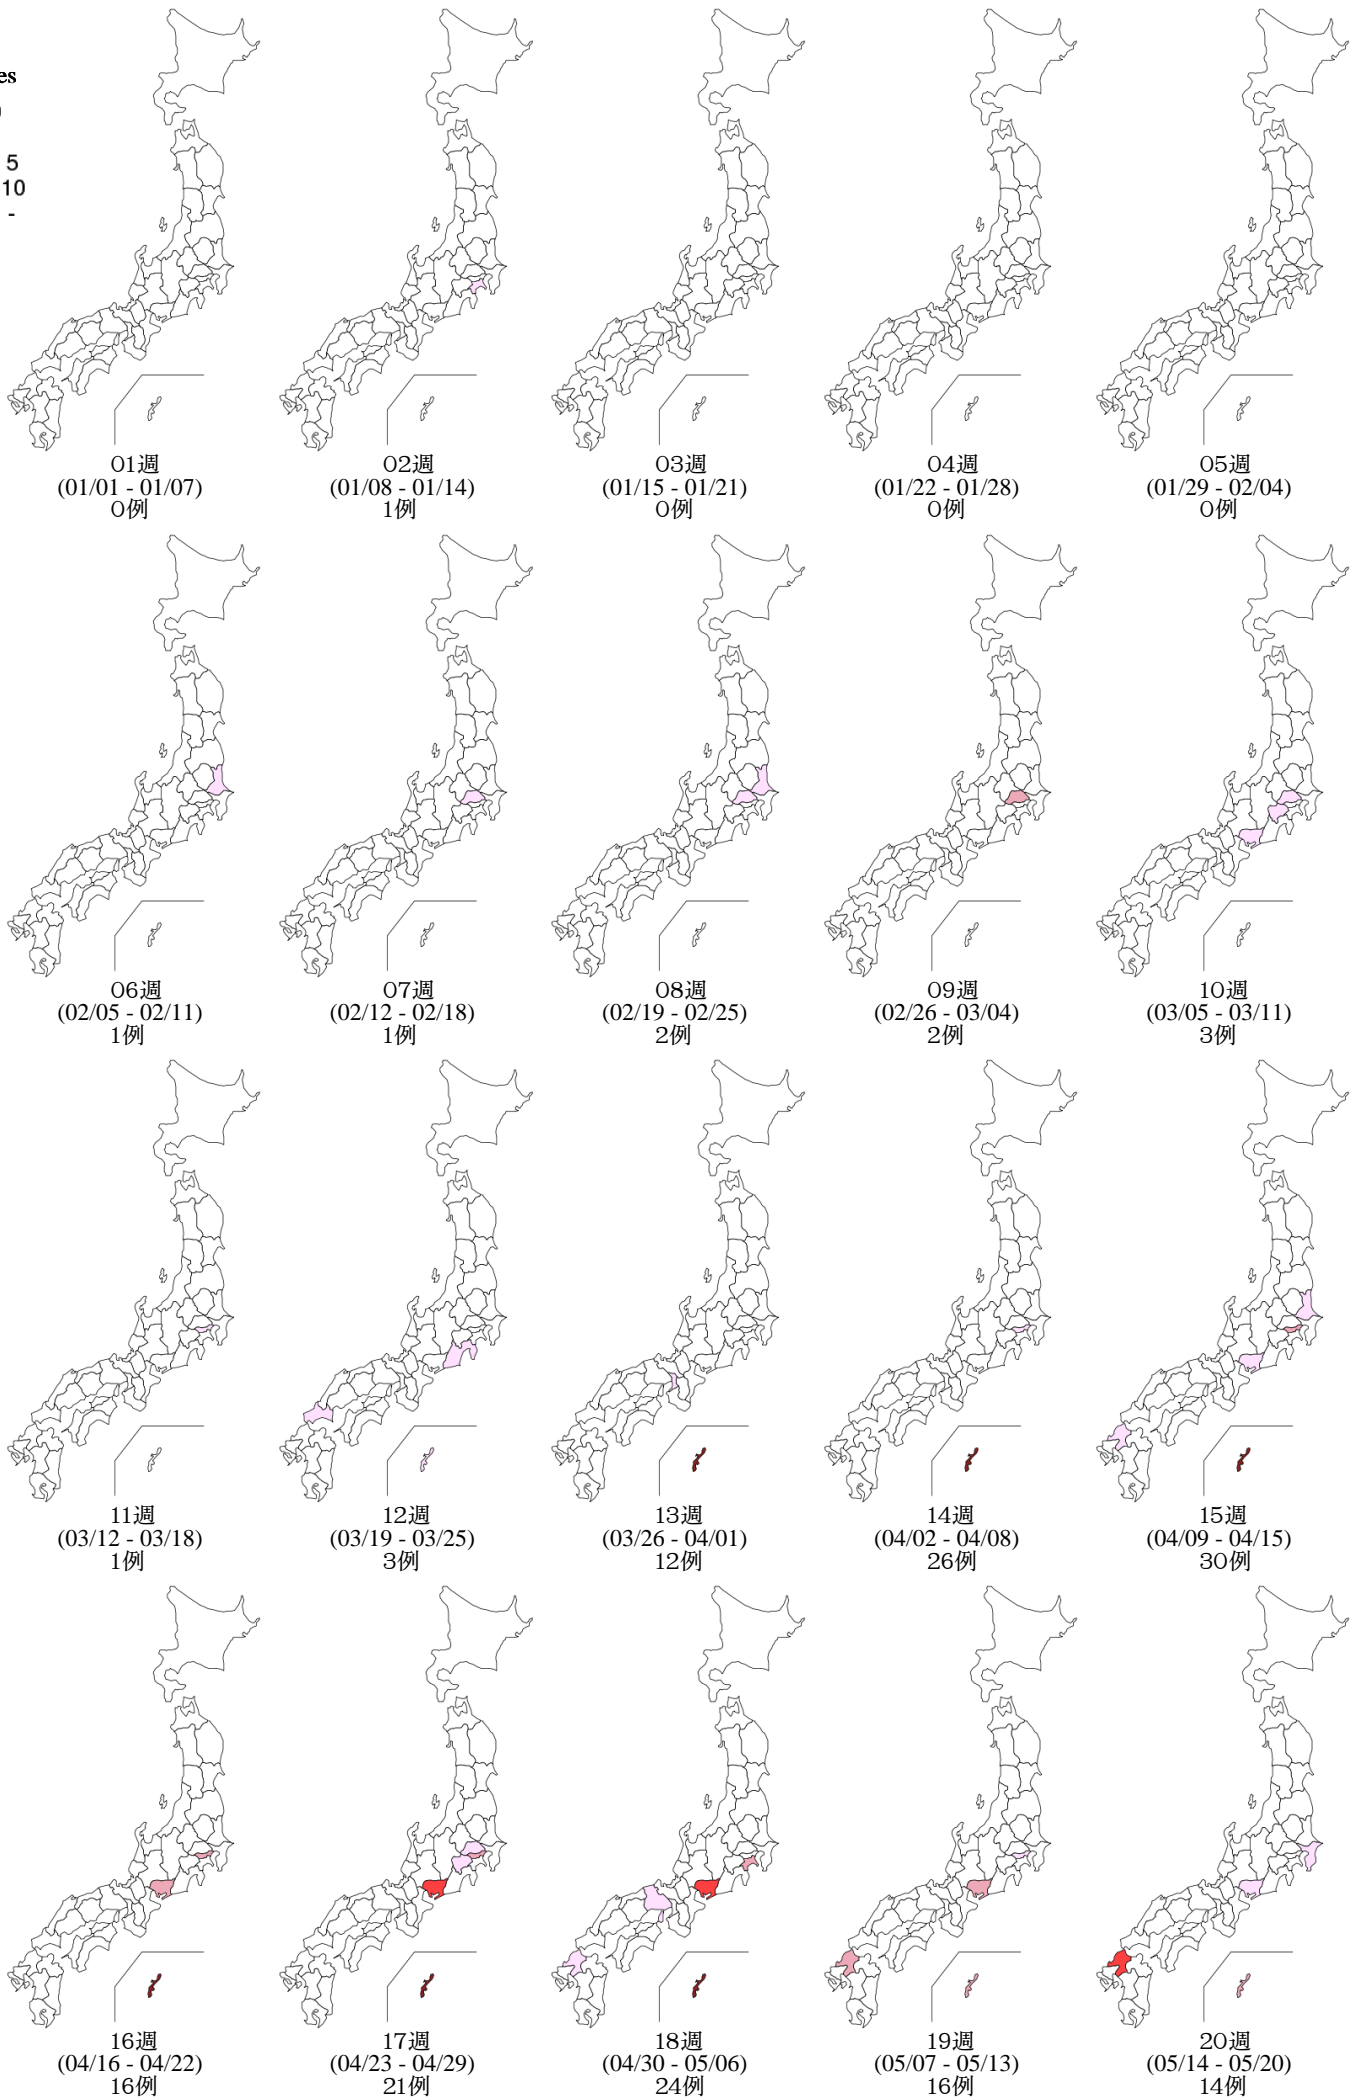 es
5
10
-
01週
(01/01 - 01/07)
0例
02週
(01/08 - 01/14)
1例
03週
(01/15 - 01/21)
0例
04週
(01/22 - 01/28)
0例
05週
(01/29 - 02/04)
0例
06週
(02/05 - 02/11)
1例
07週
(02/12 - 02/18)
1例
08週
(02/19 - 02/25)
2例
09週
(02/26 - 03/04)
2例
10週
(03/05 - 03/11)
3例
11週
(03/12 - 03/18)
1例
12週
(03/19 - 03/25)
3例
13週
(03/26 - 04/01)
12例
14週
(04/02 - 04/08)
26例
15週
(04/09 - 04/15)
30例
16週
(04/16 - 04/22)
16例
17週
(04/23 - 04/29)
21例
18週
(04/30 - 05/06)
24例
19週
(05/07 - 05/13)
16例
20週
(05/14 - 05/20)
14例